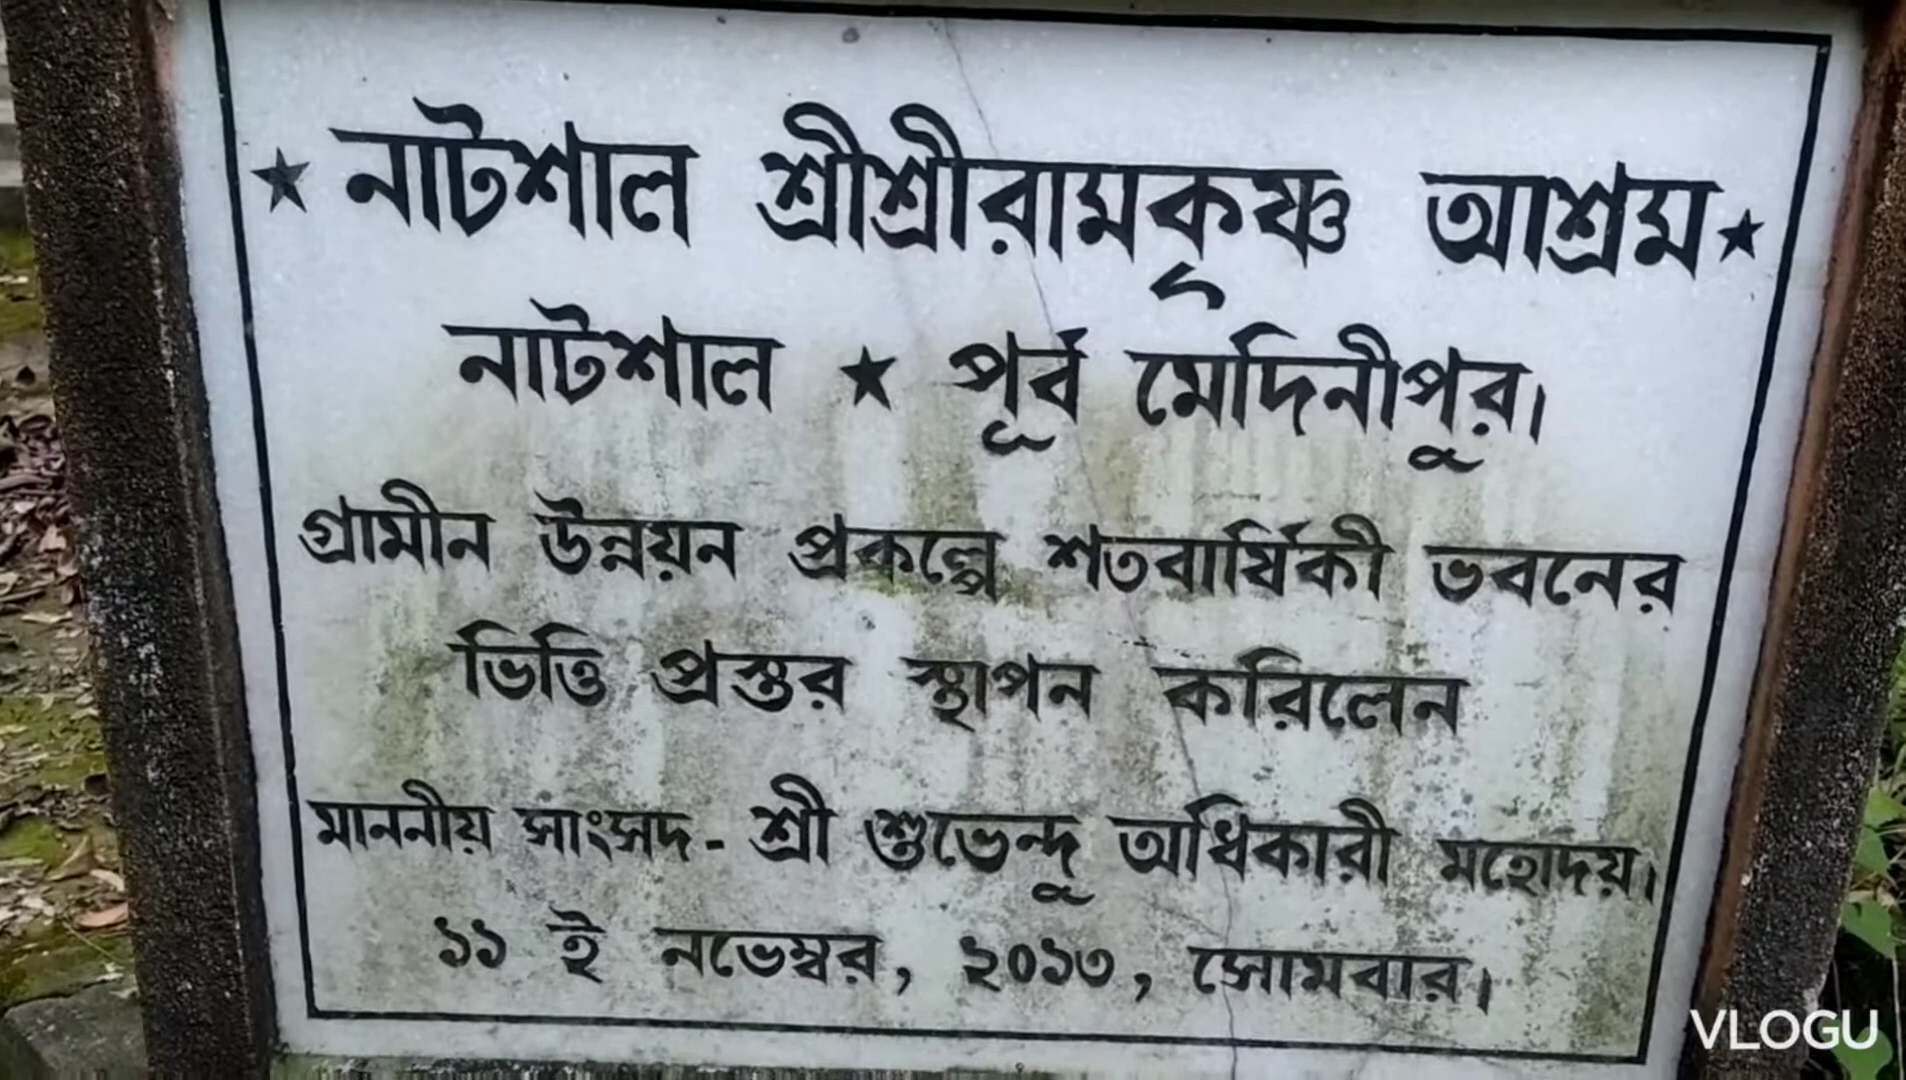 ★ নাটশাল শ্রীশ্রীরামকৃষ্ণ আশ্রম ★
নাটশাল ★ পূর্ব মেদিনীপুর।
গ্রামীন উন্নয়ন প্রকল্পে শতবার্ষিকী ভবনের
ভিত্তি প্রস্তর স্থাপন করিলেন
মাননীয় সাংসদ - শ্রী শুভেন্দু অধিকারী মহোদয়।
১১ ই নভেম্বর, ২০১৩, সোমবার।
VLOGU